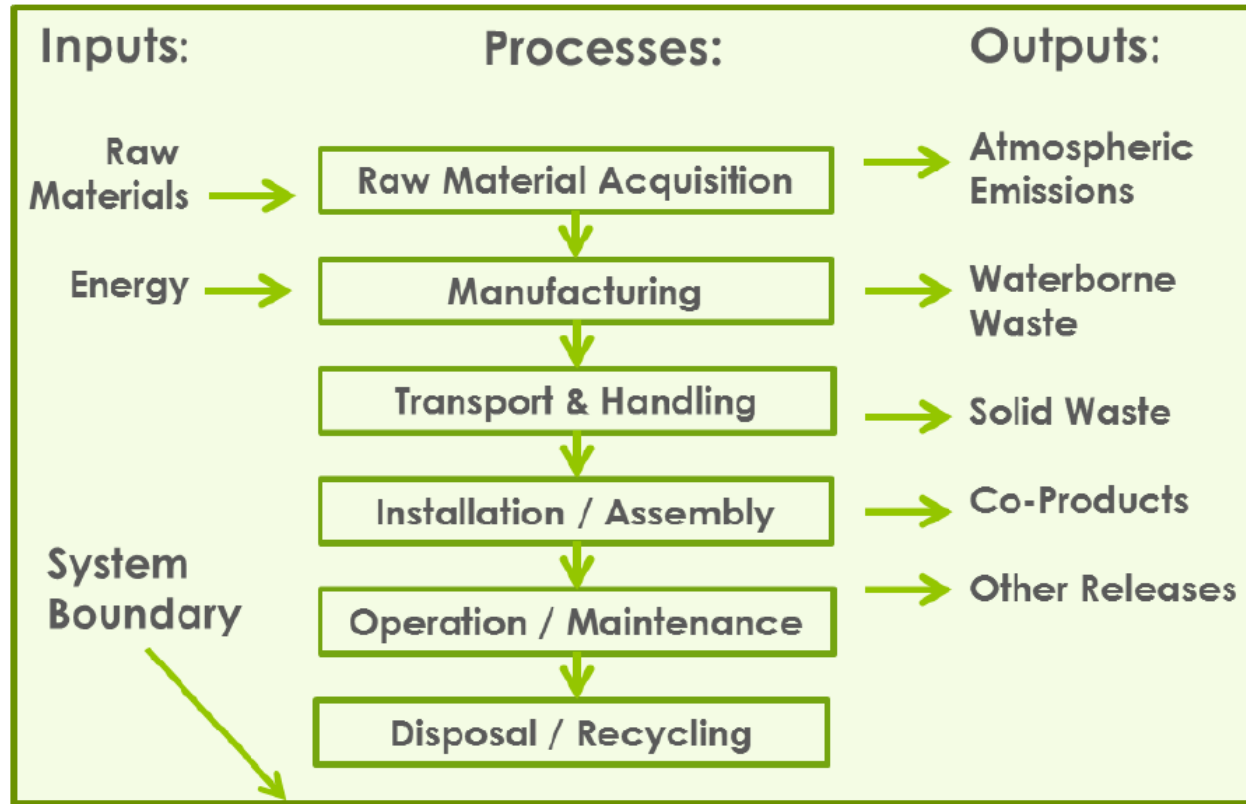 Inputs:
Processes:
Outputs:
Raw
Materials
Raw Material Acquisition
Atmospheric
Emissions
Energy
Manufacturing
Waterborne
Waste
Transport & Handling
Solid Waste
Installation / Assembly
Co-Products
System
Boundary
Operation / Maintenance
Other Releases
Disposal / Recycling